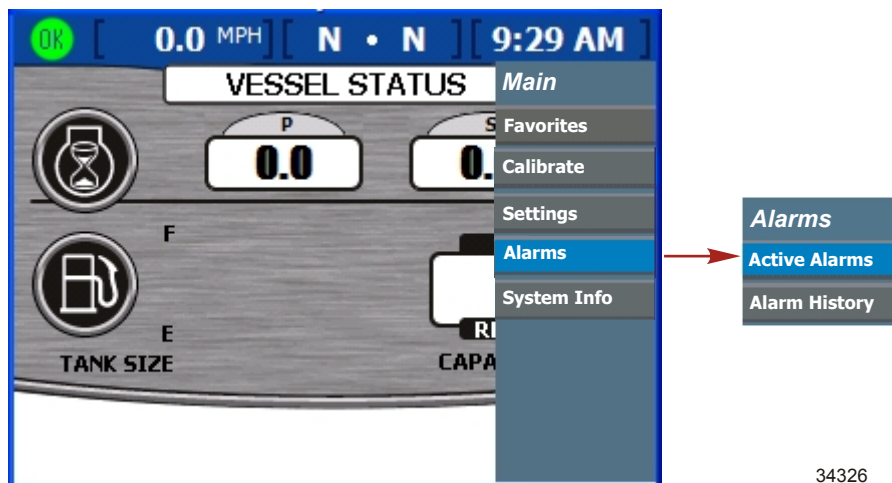 OK [ 0.0 MPH ] [ N • N ] [ 9:29 AM ]
VESSEL STATUS
Main
Favorites
Calibrate
Settings
Alarms
System Info
P
0.0
S
0.
F
E
TANK SIZE
Alarms
Active Alarms
Alarm History
34326